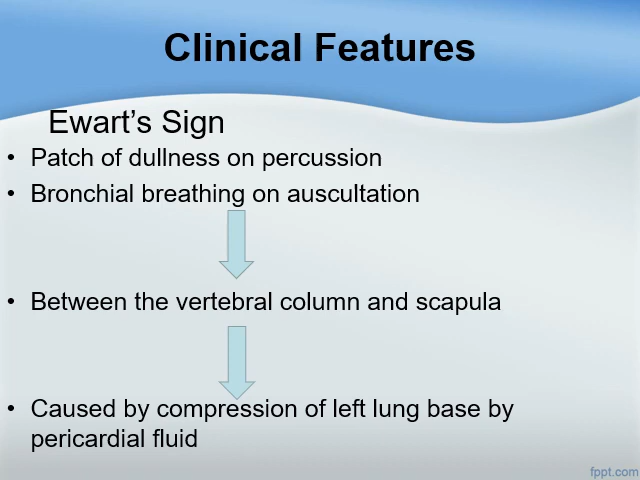 Clinical Features
Ewart’s Sign
• Patch of dullness on percussion
• Bronchial breathing on auscultation
• Between the vertebral column and scapula
• Caused by compression of left lung base by
pericardial fluid
fppt.com